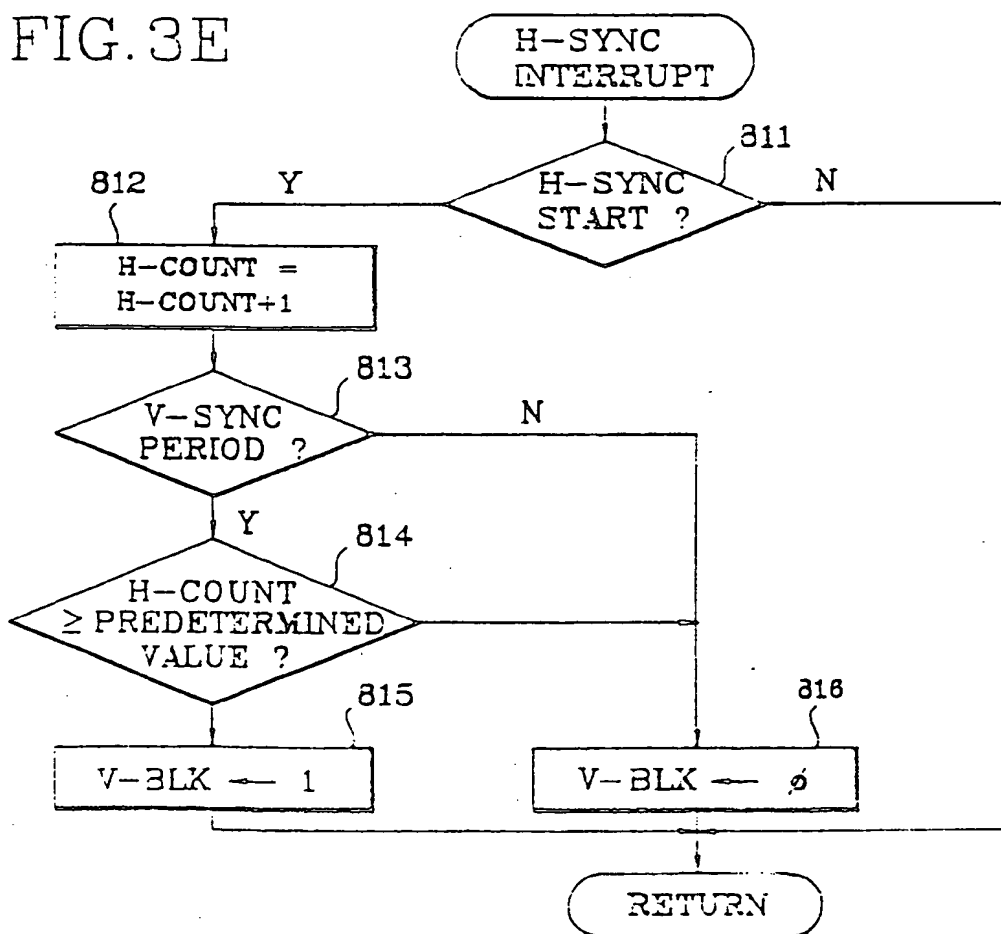 FIG. 3E
H-SYNC
INTERRUPT
811
H-SYNC
START ?
Y
N
812
H-COUNT =
H-COUNT+1
813
V-SYNC
PERIOD ?
N
Y
814
H-COUNT
≥ PREDETERMINED
VALUE ?
815
V-BLK ← 1
816
V-BLK ← ø
RETURN